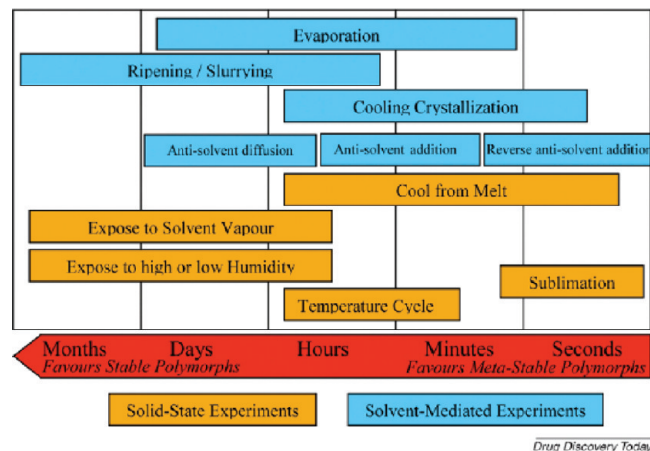 Evaporation
Ripening / Slurrying
Cooling Crystallization
Anti-solvent diffusion
Anti-solvent addition
Reverse anti-solvent addition
Cool from Melt
Expose to Solvent Vapour
Expose to high or low Humidity
Sublimation
Temperature Cycle
Months Days Hours Minutes Seconds
Favours Stable Polymorphs Favours Meta-Stable Polymorphs
Solid-State Experiments
Solvent-Mediated Experiments
Drug Discovery Today